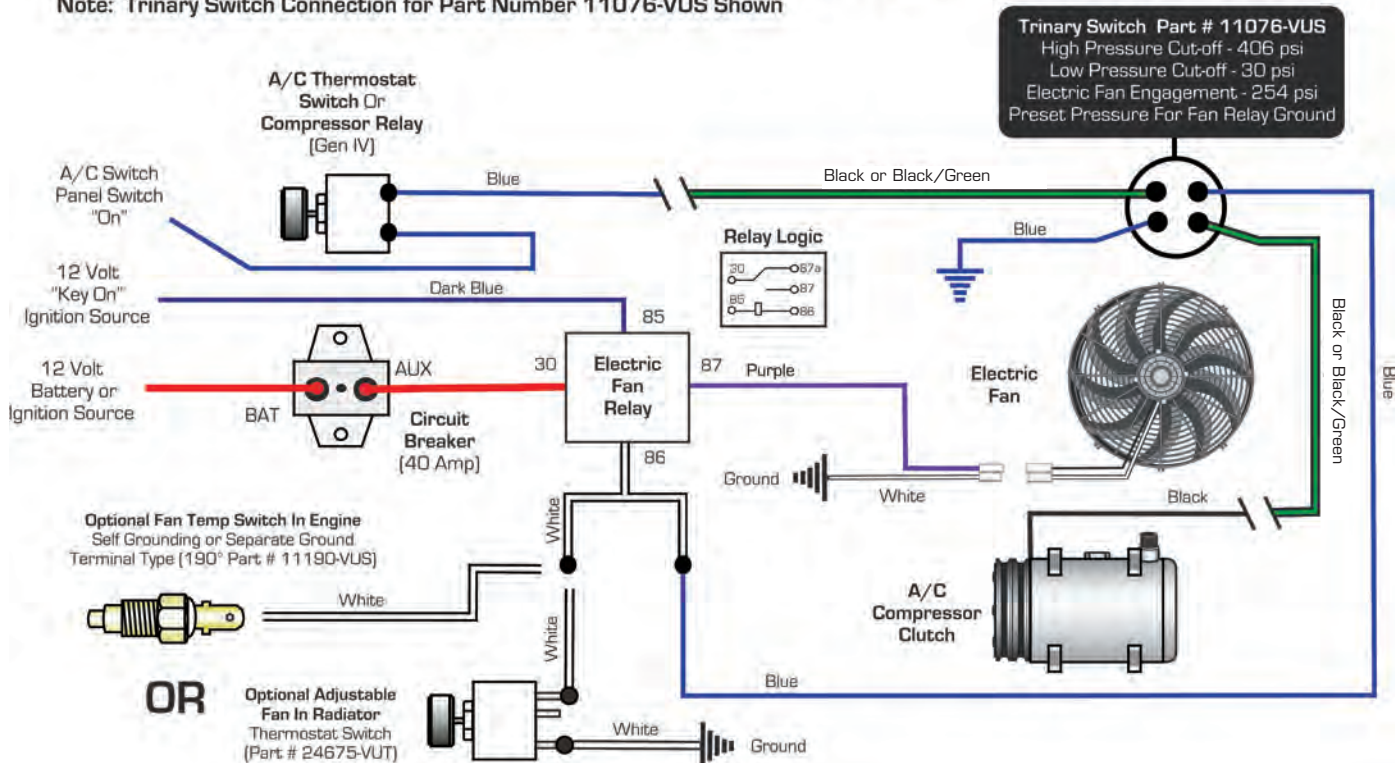 Note: Trinary Switch Connection for Part Number 11076-VUS Shown
Trinary Switch Part # 11076-VUS
High Pressure Cut-off - 406 psi
Low Pressure Cut-off - 30 psi
Electric Fan Engagement - 254 psi
Preset Pressure For Fan Relay Ground
A/C Thermostat
Switch Or
Compressor Relay
(Gen IV)
A/C Switch
Panel Switch
"On"
Blue
Black or Black/Green
Blue
Relay Logic
30
87a
87
85
86
12 Volt
"Key On"
Ignition Source
Dark Blue
85
12 Volt
Battery or
Ignition Source
BAT
AUX
Circuit
Breaker
(40 Amp)
30
Electric
Fan
Relay
87
Purple
86
Electric
Fan
Black or Black/Green
Blue
Ground
White
Black
Optional Fan Temp Switch In Engine
Self Grounding or Separate Ground
Terminal Type (190° Part # 11190-VUS)
White
White
White
A/C
Compressor
Clutch
OR
Optional Adjustable
Fan In Radiator
Thermostat Switch
(Part # 24675-VUT)
White
Ground
Blue